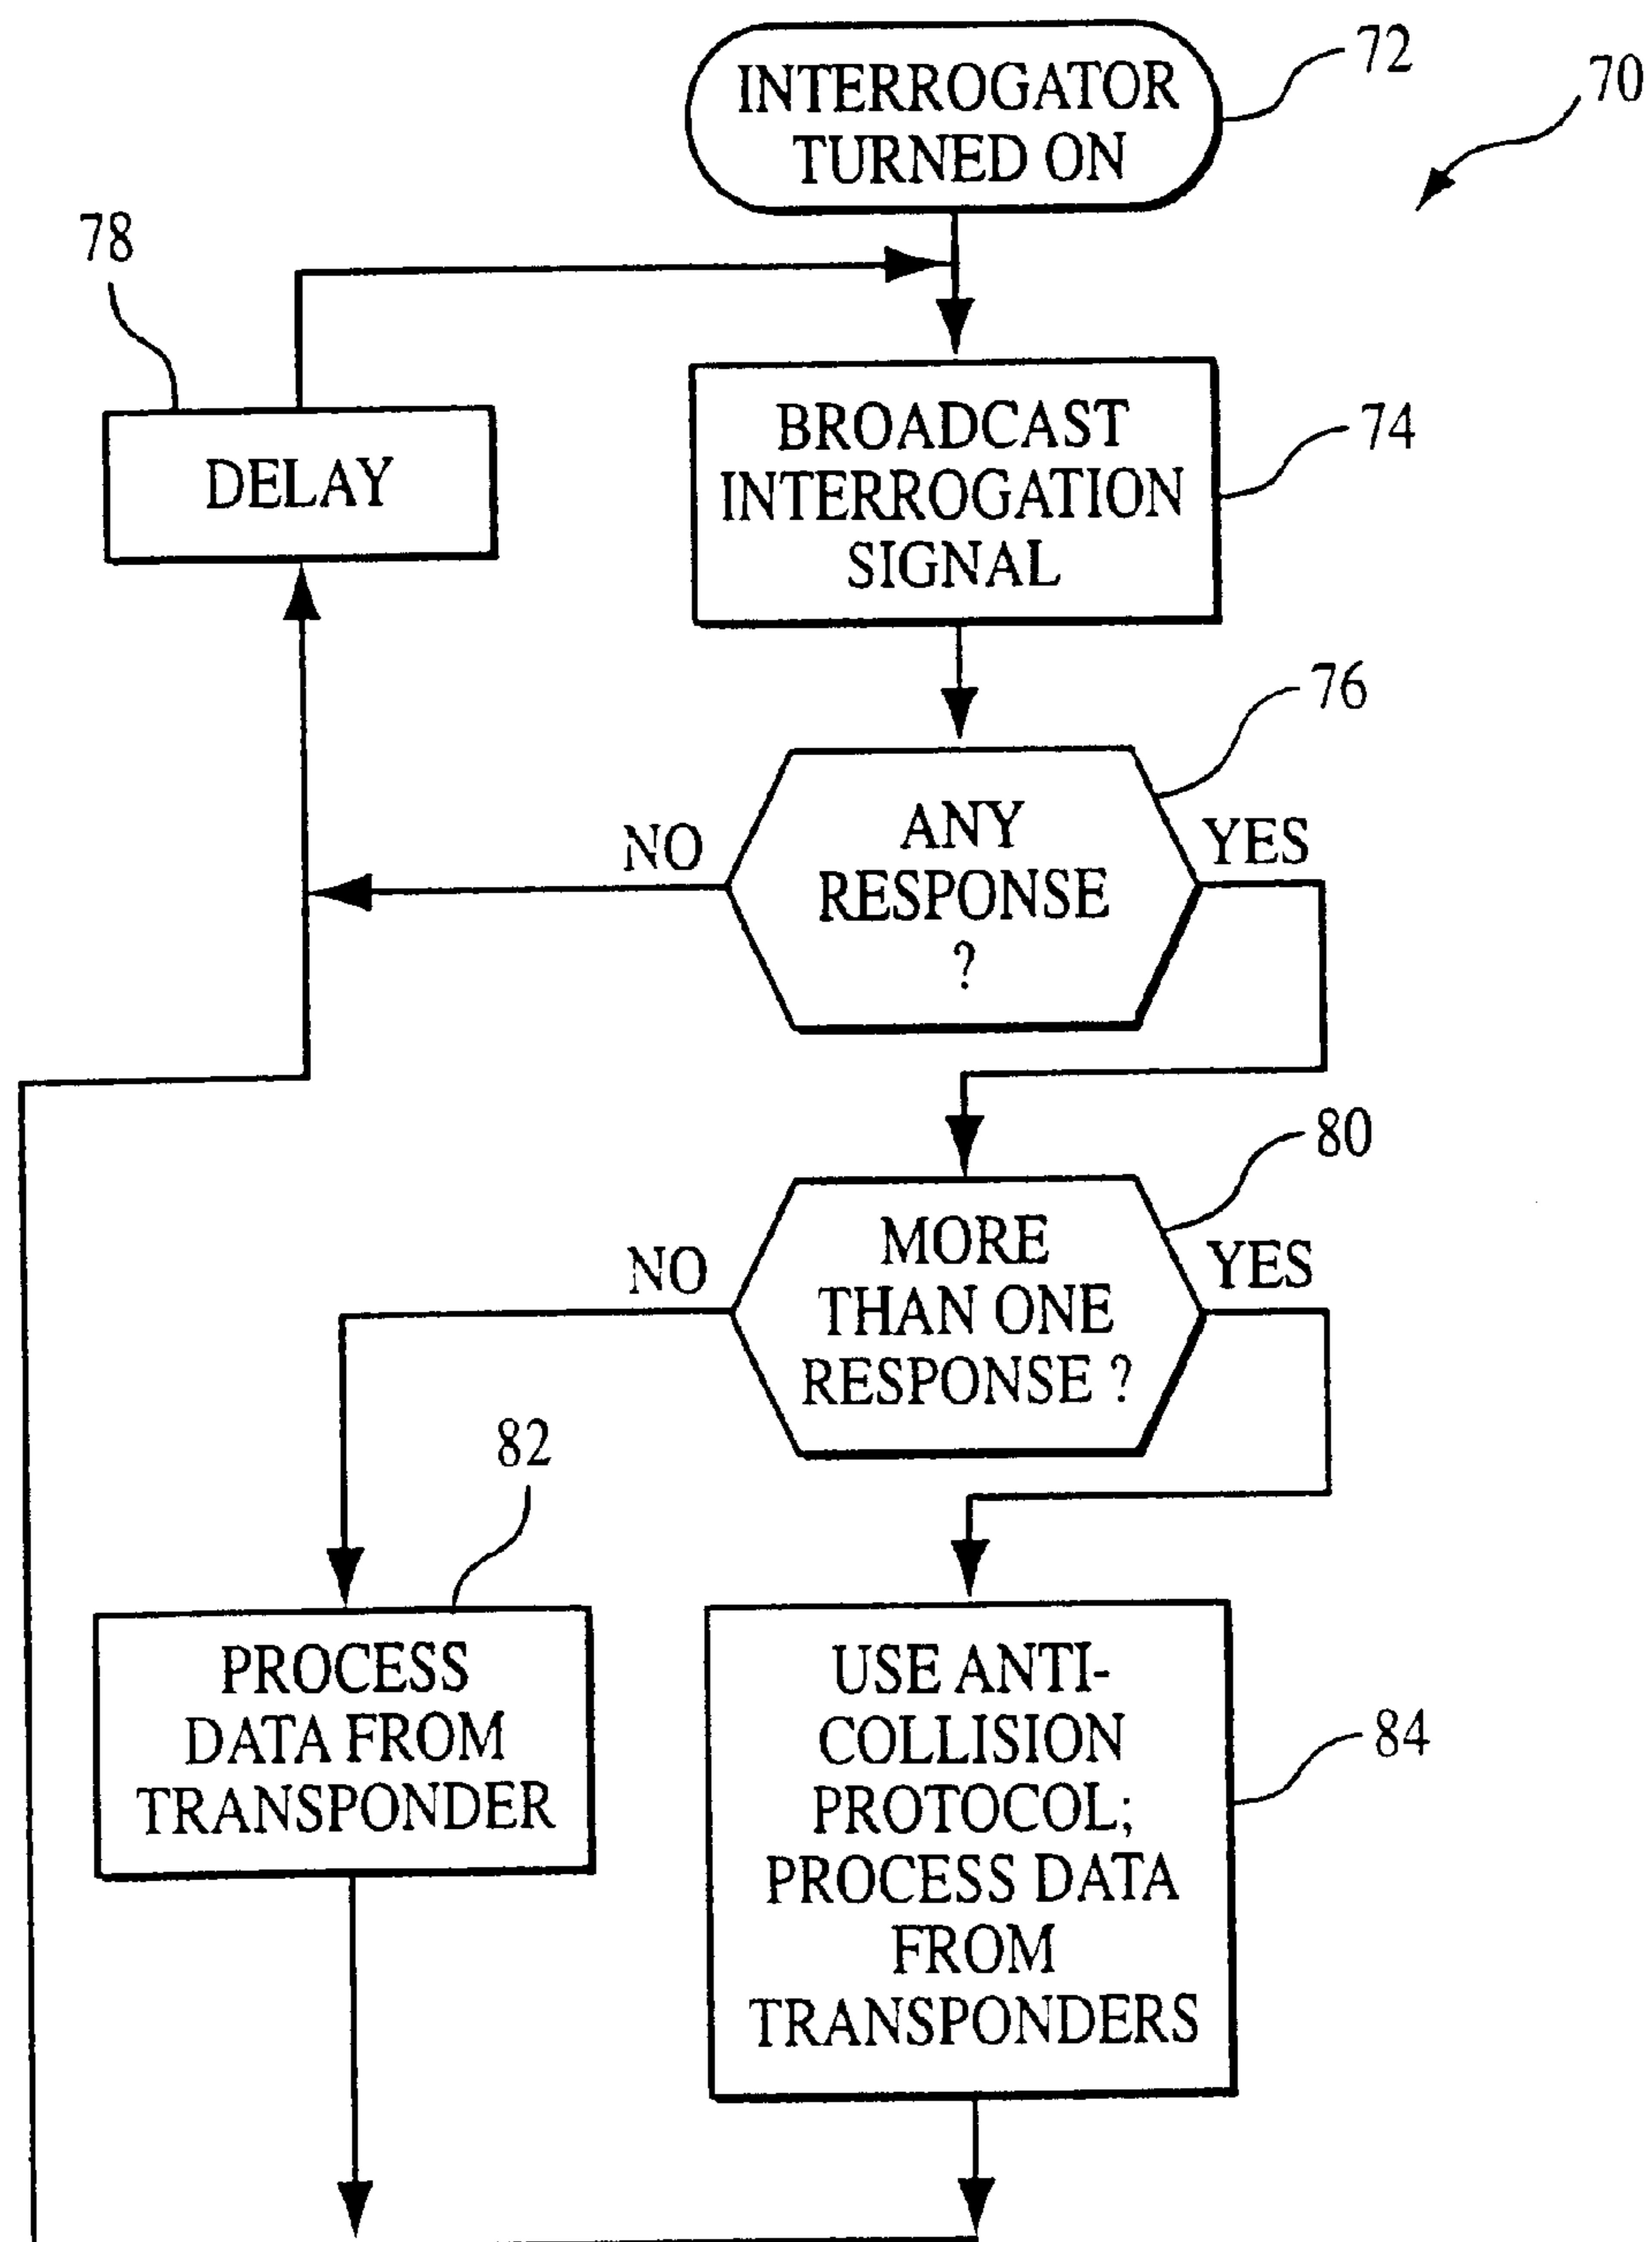 INTERROGATOR
TURNED ON
72
70
78
DELAY
BROADCAST
INTERROGATION
SIGNAL
74
76
NO
ANY
RESPONSE
?
YES
80
NO
MORE
THAN ONE
RESPONSE ?
YES
82
PROCESS
DATA FROM
TRANSPONDER
USE ANTI-
COLLISION
PROTOCOL;
PROCESS DATA
FROM
TRANSPONDERS
84